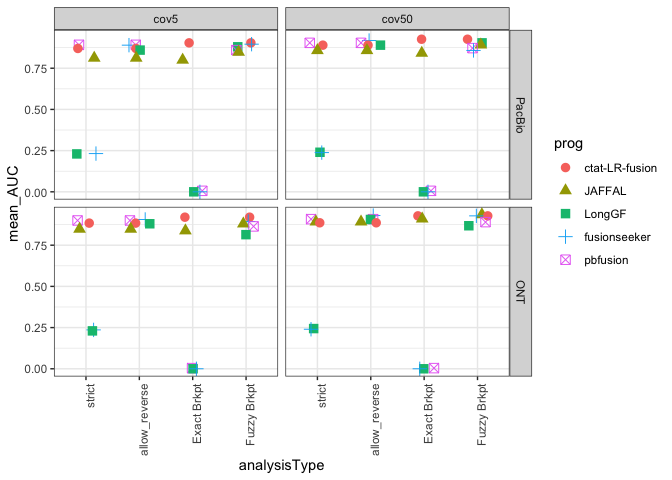 cov5
cov50
mean_AUC
0.75
0.50
0.25
0.00
PacBio
0.75
0.50
0.25
0.00
ONT
strict
allow_reverse
Exact Brkpt
Fuzzy Brkpt
strict
allow_reverse
Exact Brkpt
Fuzzy Brkpt
analysisType
prog
ctat-LR-fusion
JAFFAL
LongGF
fusionseeker
pbfusion